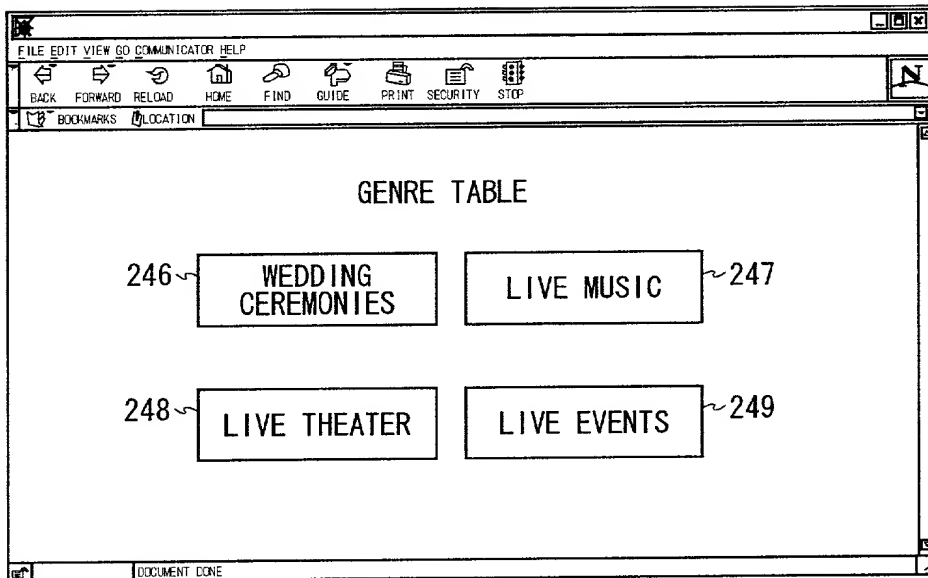 FILE EDIT VIEW GO COMMUNICATOR HELP
BACK FORWARD RELOAD HOME FIND GUIDE PRINT SECURITY STOP
N
BOOKMARKS LOCATION
GENRE TABLE
246 WEDDING CEREMONIES
LIVE MUSIC 247
248 LIVE THEATER
LIVE EVENTS 249
DOCUMENT DONE